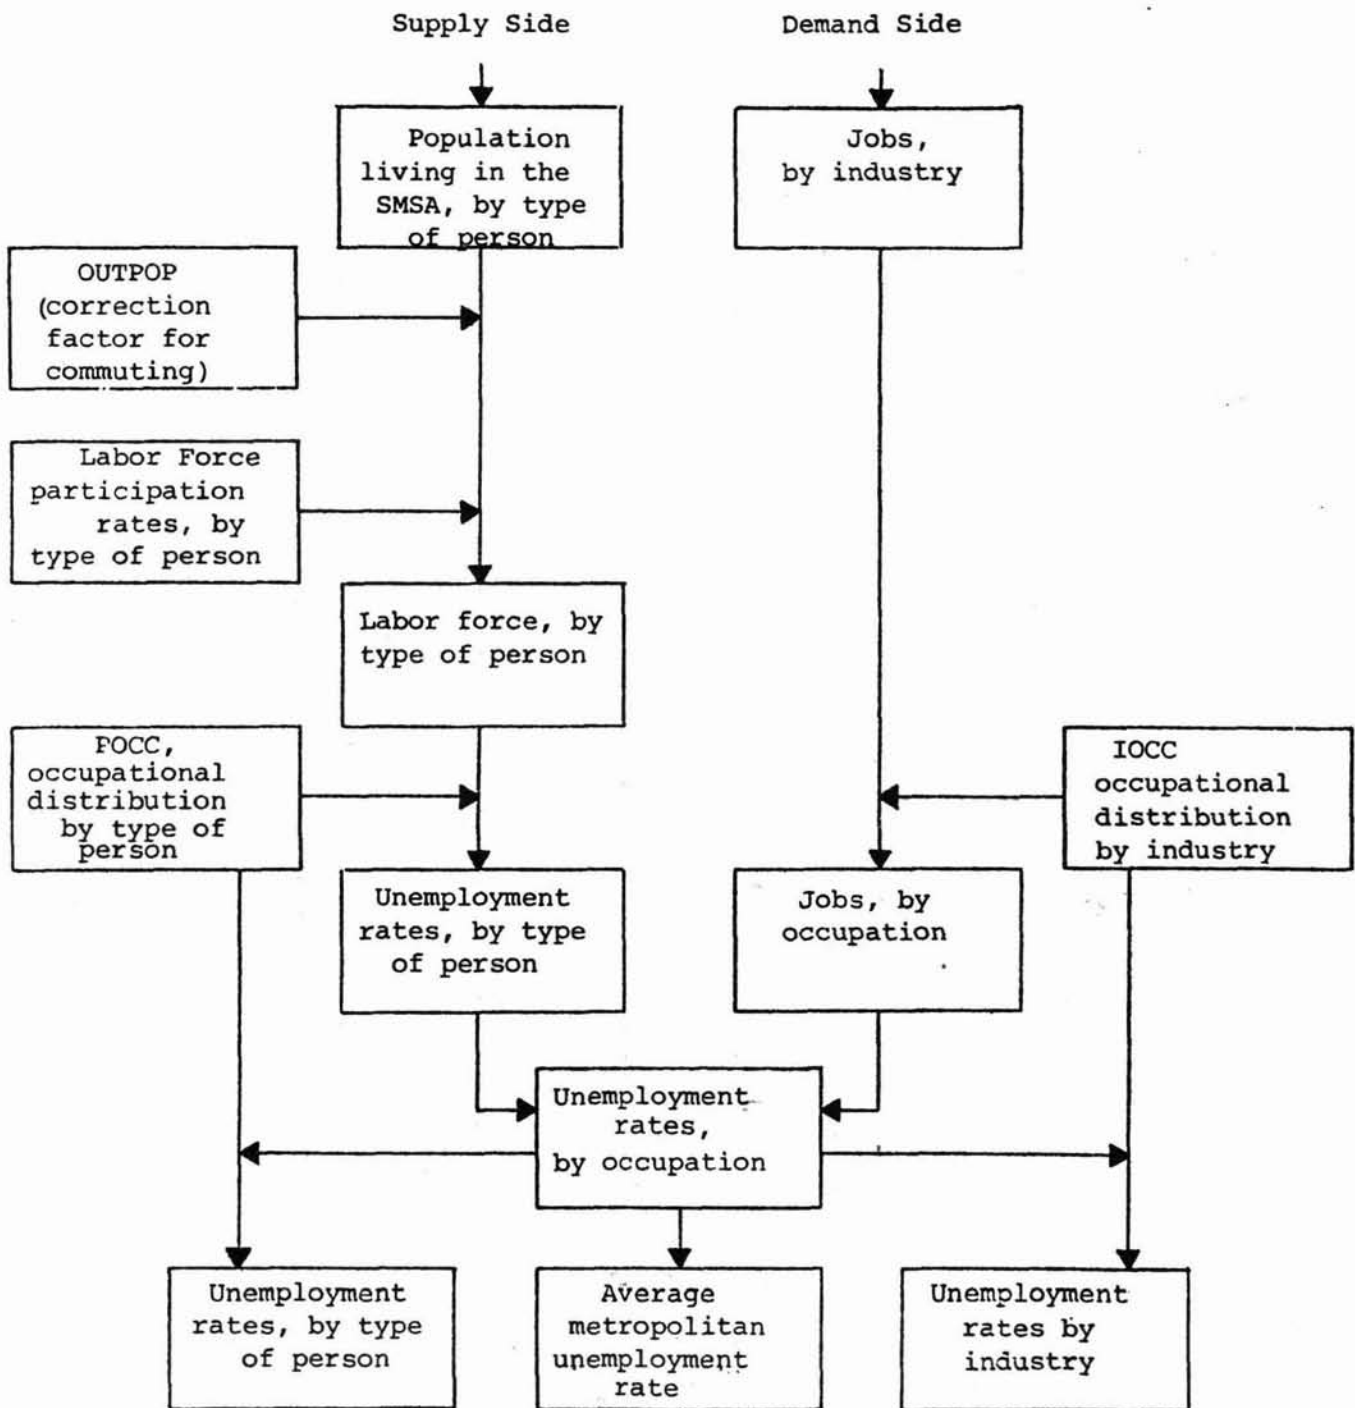 Supply Side
Demand Side
Population
living in the
SMSA, by type
of person
Jobs,
by industry
OUTPOP
(correction
factor for
commuting)
Labor Force
participation
rates, by
type of person
Labor force, by
type of person
POCC,
occupational
distribution
by type of
person
IOCC
occupational
distribution
by industry
Unemployment
rates, by type
of person
Jobs, by
occupation
Unemployment
rates,
by occupation
Unemployment
rates, by type
of person
Average
metropolitan
unemployment
rate
Unemployment
rates by
industry